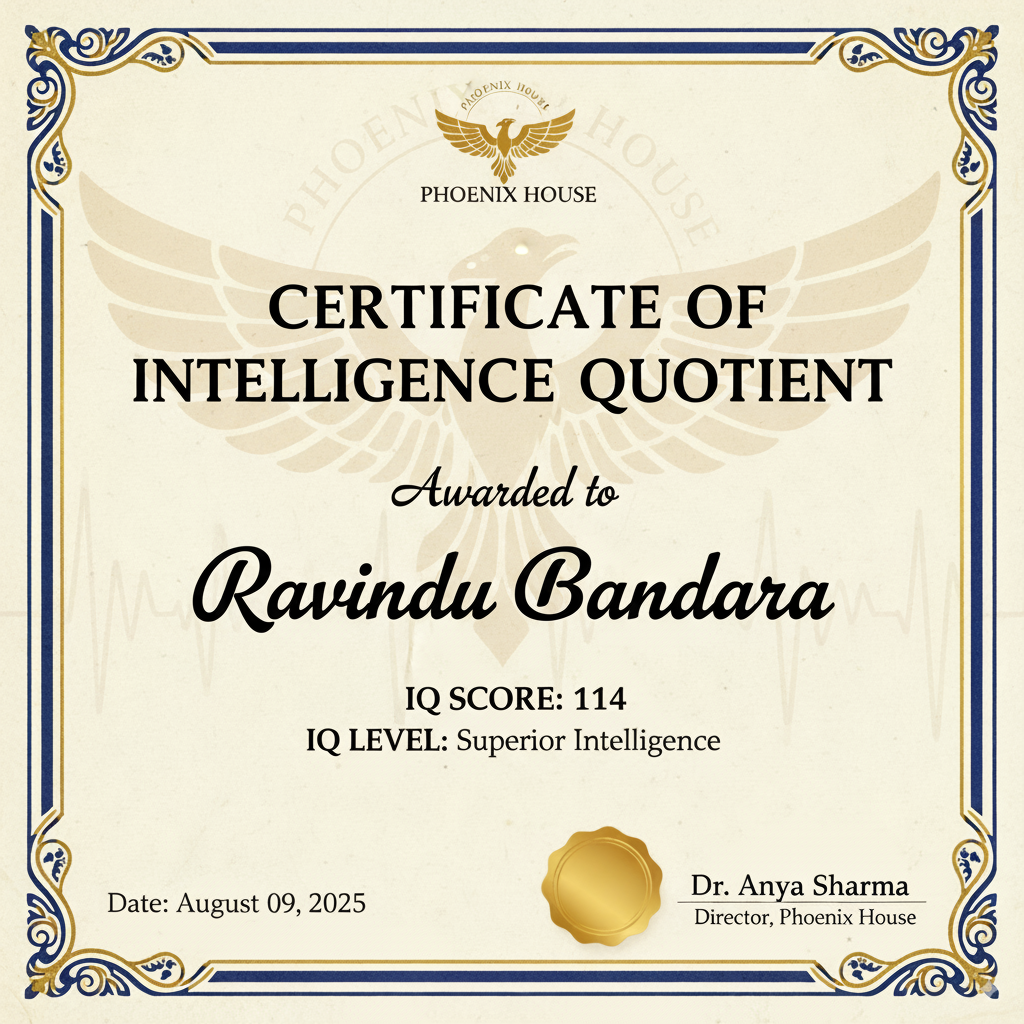 PHOENIX HOUSE
PHOENIX HOUSE
PHOENIX HOUSE
CERTIFICATE OF
INTELLIGENCE QUOTIENT
Awarded to
Ravindu Bandara
IQ SCORE: 114
IQ LEVEL: Superior Intelligence
Date: August 09, 2025
Dr. Anya Sharma
Director, Phoenix House